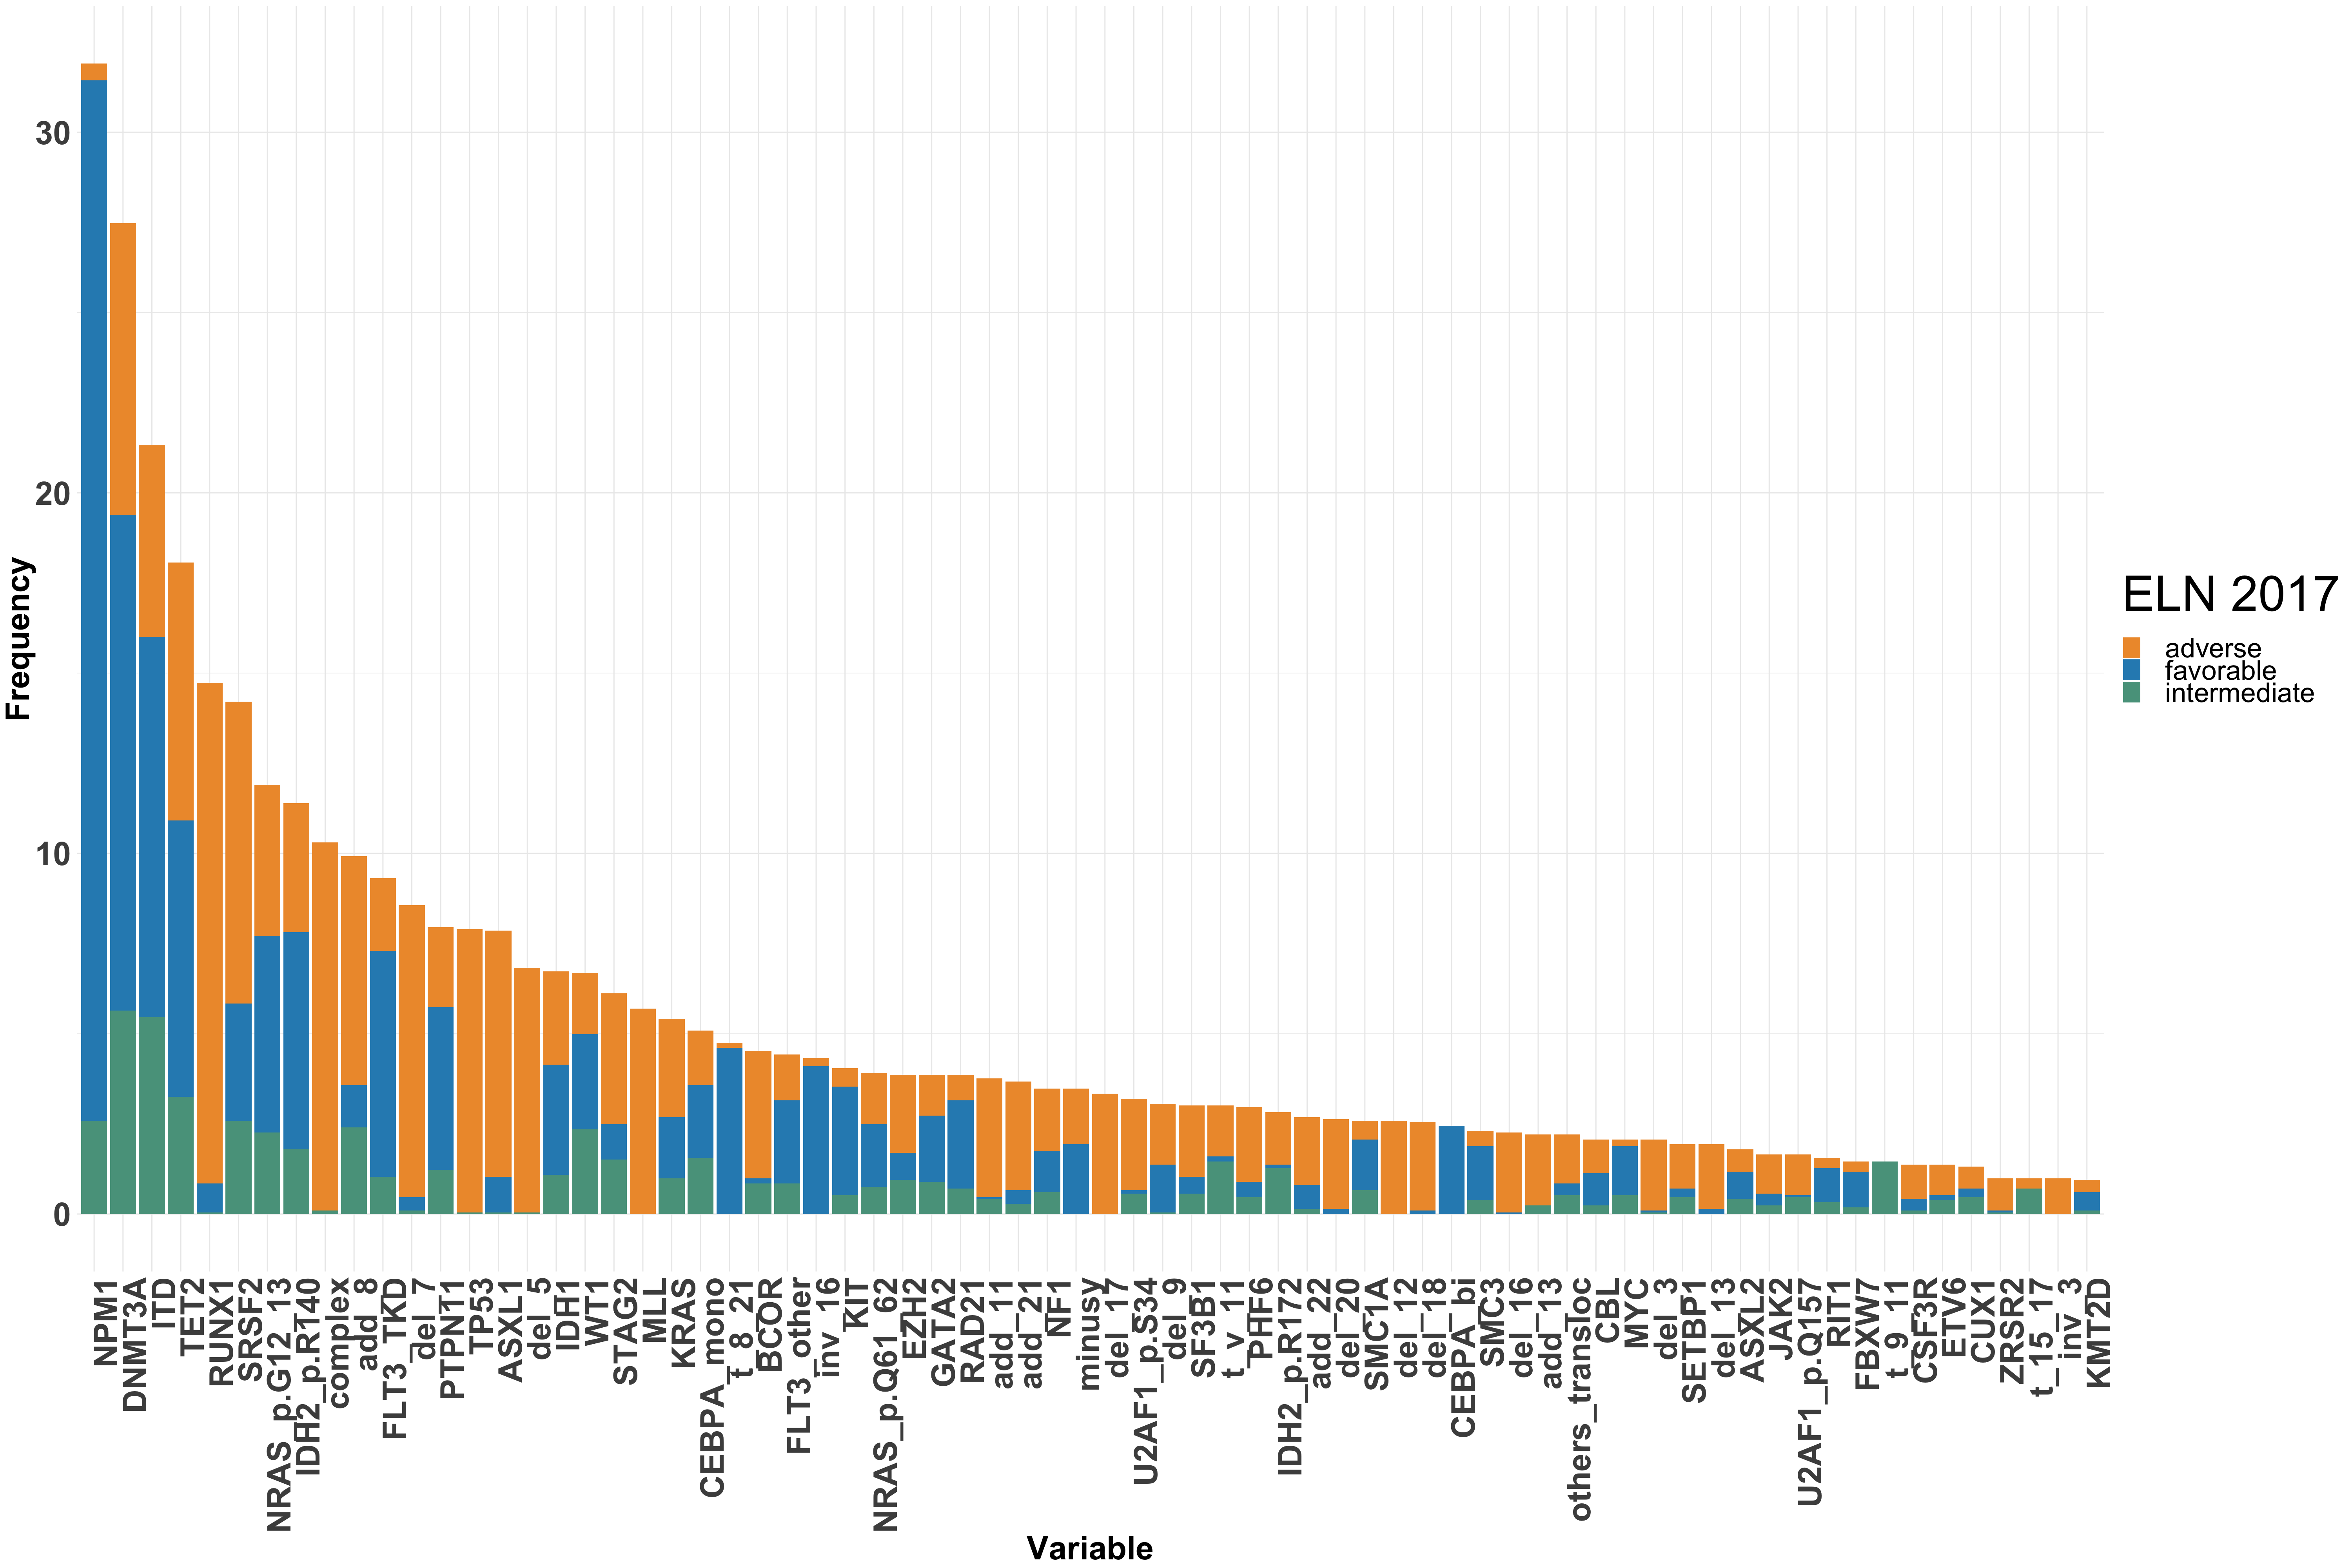 30
20
10
0
Frequency
NPM1
DNMT3A
ITD
TET2
RUNX1
SRSF2
NRAS_p.G12_13
IDH2_p.R140
complex
add_8
FLT3_TKD
del_7
PTPN11
TP53
ASXL1
del_5
IDH1
WT1
STAG2
MLL
KRAS
CEBPA_mono
t_8_21
BCOR
FLT3_other
inv_16
KIT
NRAS_p.Q61_62
EZH2
GATA2
RAD21
add_11
add_21
NF1
minusy
del_17
U2AF1_p.S34
del_9
SF3B1
t_v_11
PHF6
IDH2_p.R172
add_22
del_20
SMC1A
del_12
del_18
CEBPA_bi
SMC3
del_16
add_13
others_transloc
CBL
MYC
del_3
SETBP1
del_13
ASXL2
JAK2
U2AF1_p.Q157
RIT1
FBXW7
t_9_11
CSF3R
ETV6
CUX1
ZRSR2
t_15_17
inv_3
KMT2D
Variable
ELN 2017
adverse
favorable
intermediate